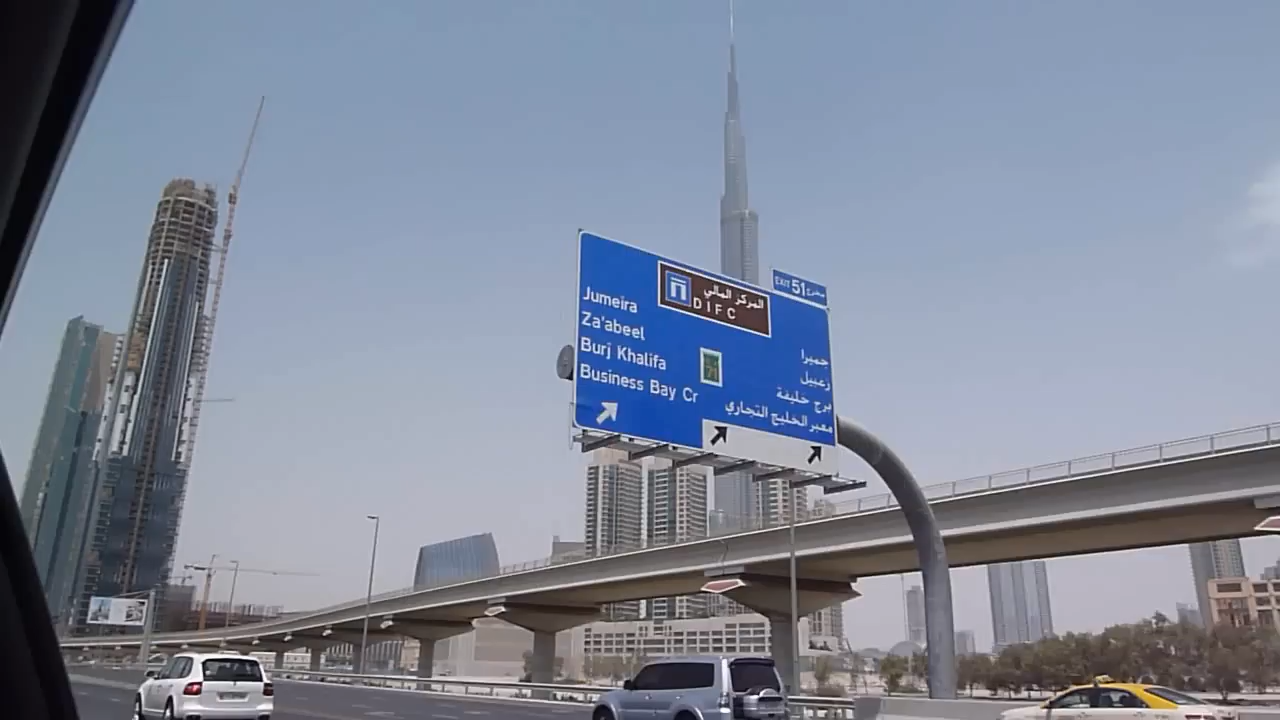 EXIT 51 مخرج
المركز المالي
DIFC
Jumeira
Za'abeel
Burj Khalifa
Business Bay Cr
جميرا
زعبيل
برج خليفة
معبر الخليج التجاري